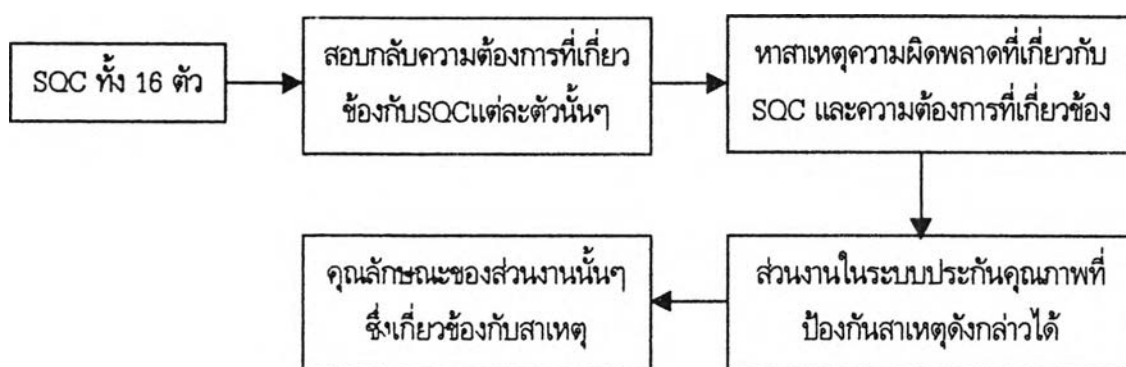 SQC ทั้ง 16 ตัว
สอบกลับความต้องการที่เกี่ยว
ข้องกับSQCแต่ละตัวนั้นๆ
หาสาเหตุความผิดพลาดที่เกี่ยวกับ
SQC และความต้องการที่เกี่ยวข้อง
ส่วนงานในระบบประกันคุณภาพที่
ป้องกันสาเหตุดังกล่าวได้
คุณลักษณะของส่วนงานนั้นๆ
ซึ่งเกี่ยวข้องกับสาเหตุ